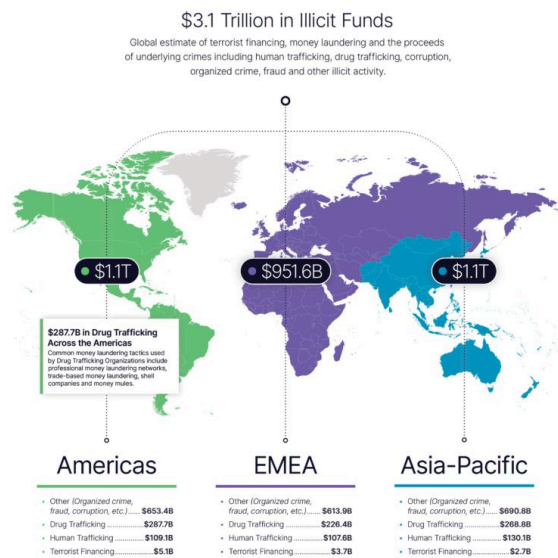 $3.1 Trillion in Illicit Funds
Global estimate of terrorist financing, money laundering and the proceeds
of underlying crimes including human trafficking, drug trafficking, corruption,
organized crime, fraud and other illicit activity.
$1.1T
$951.6B
$1.1T
$287.7B in Drug Trafficking
Across the Americas
Common money laundering tactics used
by Drug Trafficking Organizations include
professional money laundering networks,
trade-based money laundering, shell
companies and money mules.
Americas
• Other (Organized crime,
fraud, corruption, etc.)...... $653.4B
• Drug Trafficking ................ $287.7B
• Human Trafficking ............ $109.1B
• Terrorist Financing ............ $5.1B
EMEA
• Other (Organized crime,
fraud, corruption, etc.)...... $613.9B
• Drug Trafficking ................ $226.4B
• Human Trafficking ............ $107.6B
• Terrorist Financing ............ $3.7B
Asia-Pacific
• Other (Organized crime,
fraud, corruption, etc.)...... $690.8B
• Drug Trafficking ................ $268.8B
• Human Trafficking ............ $130.1B
• Terrorist Financing ............ $2.7B